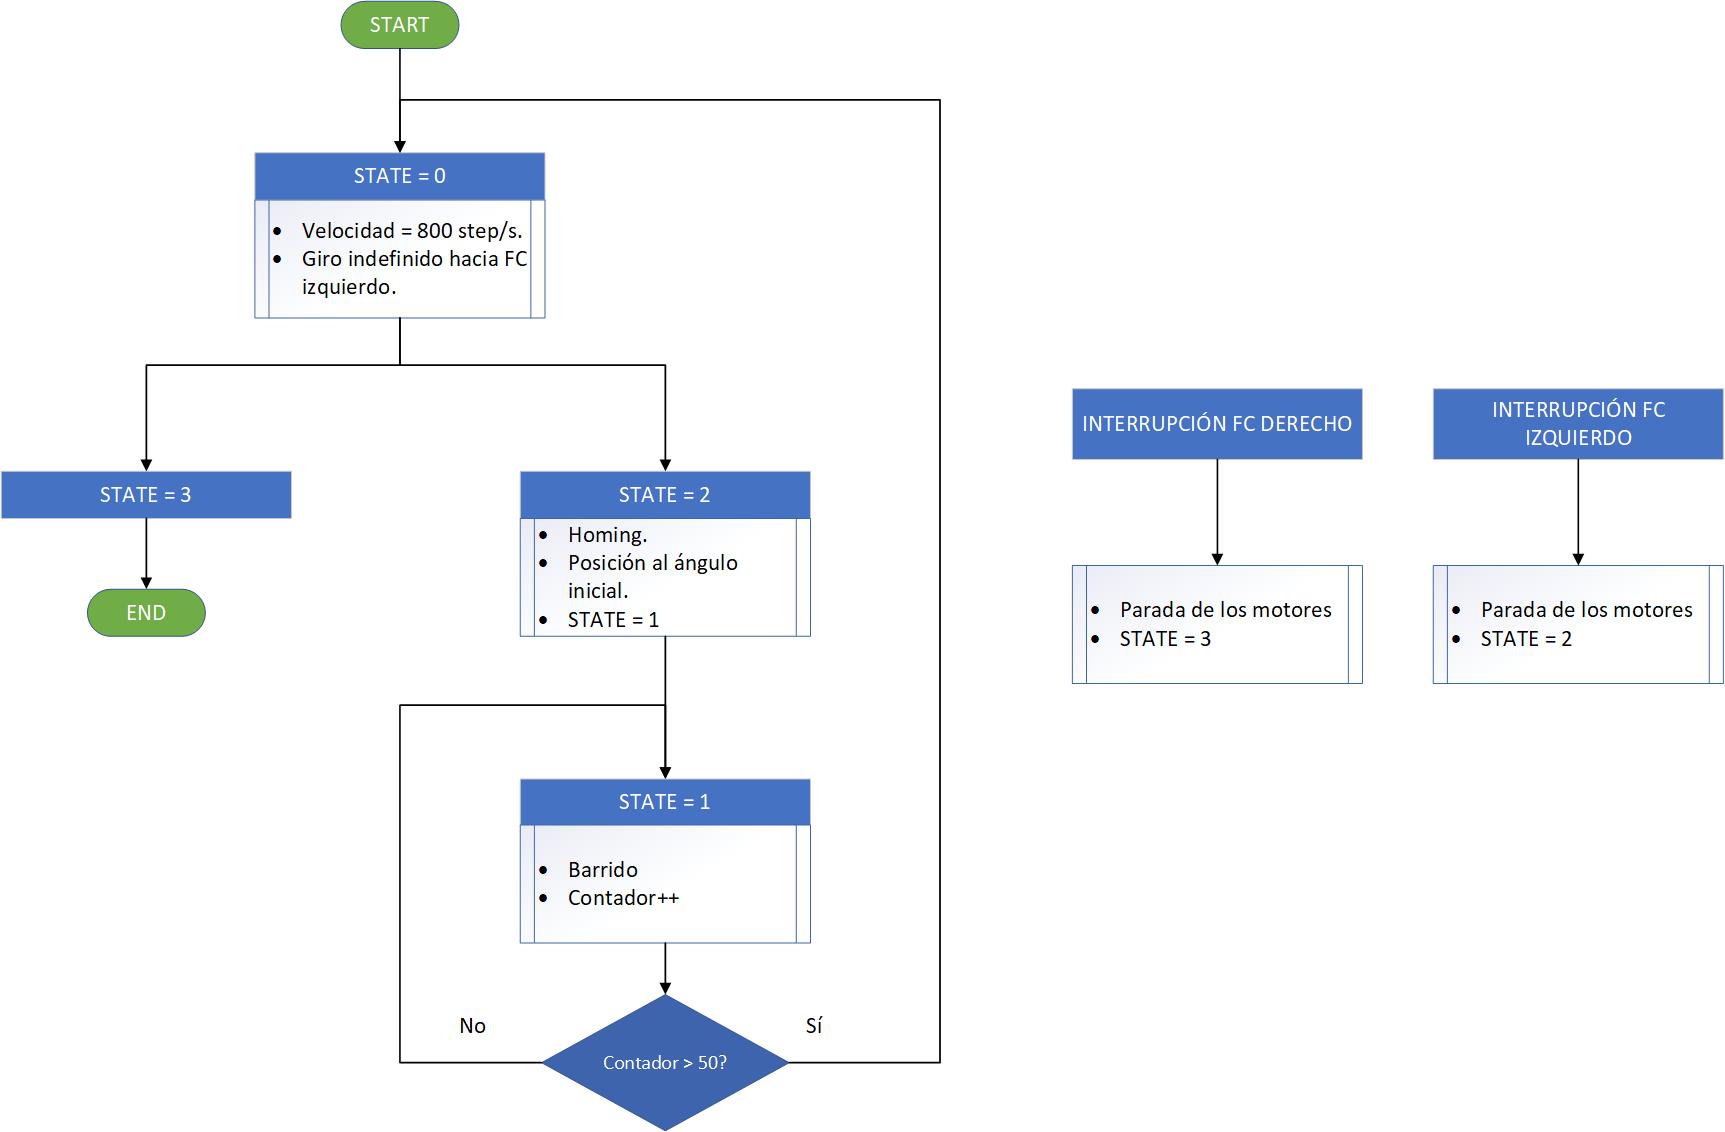 START
STATE = 0
• Velocidad = 800 step/s.
• Giro indefinido hacia FC
izquierdo.
STATE = 3
END
STATE = 2
• Homing.
• Posición al ángulo
inicial.
• STATE = 1
STATE = 1
• Barrido
• Contador++
No
Sí
Contador > 50?
INTERRUPCIÓN FC DERECHO
• Parada de los motores
• STATE = 3
INTERRUPCIÓN FC
IZQUIERDO
• Parada de los motores
• STATE = 2